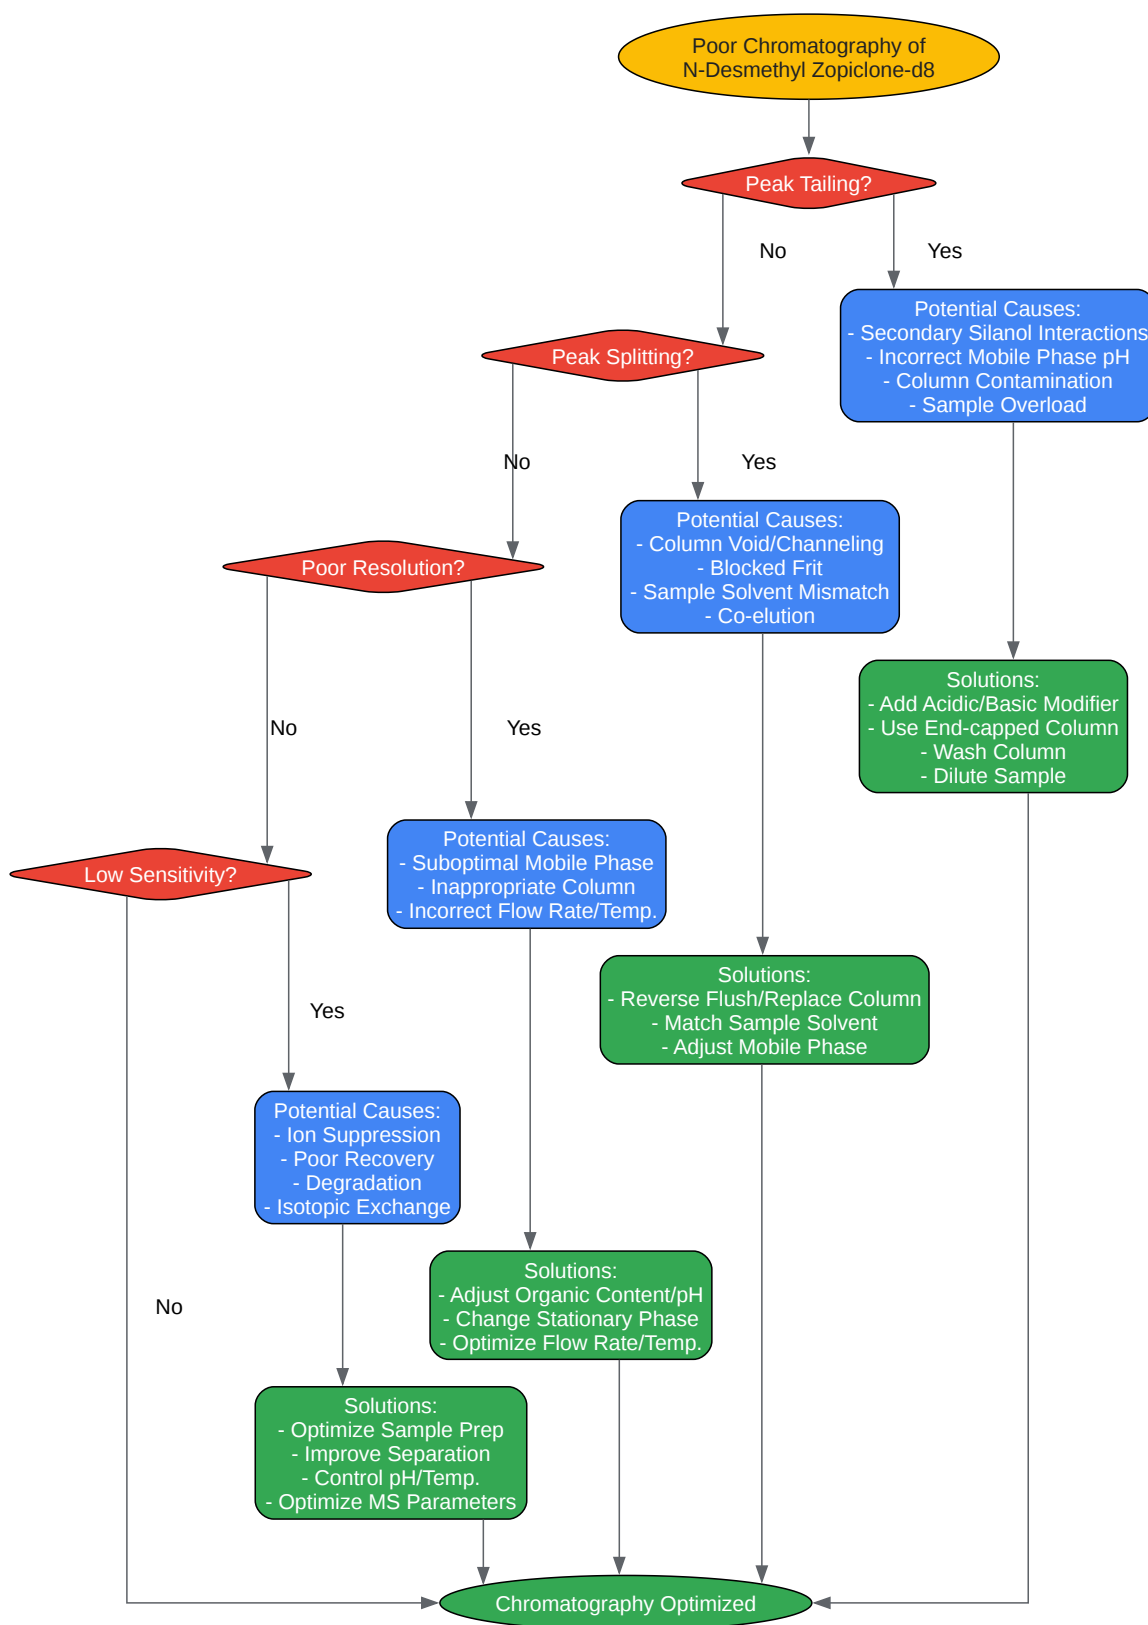 Poor Chromatography of
N-Desmethyl Zopiclone-d8
Peak Tailing?
No
Yes
Potential Causes:
- Secondary Silanol Interactions
- Incorrect Mobile Phase pH
- Column Contamination
- Sample Overload
Peak Splitting?
No
Yes
Potential Causes:
- Column Void/Channeling
- Blocked Frit
- Sample Solvent Mismatch
- Co-elution
Poor Resolution?
Solutions:
- Add Acidic/Basic Modifier
- Use End-capped Column
- Wash Column
- Dilute Sample
No
Yes
Potential Causes:
- Suboptimal Mobile Phase
- Inappropriate Column
- Incorrect Flow Rate/Temp.
Low Sensitivity?
Solutions:
- Reverse Flush/Replace Column
- Match Sample Solvent
- Adjust Mobile Phase
Yes
Potential Causes:
- Ion Suppression
- Poor Recovery
- Degradation
- Isotopic Exchange
No
Solutions:
- Adjust Organic Content/pH
- Change Stationary Phase
- Optimize Flow Rate/Temp.
Solutions:
- Optimize Sample Prep
- Improve Separation
- Control pH/Temp.
- Optimize MS Parameters
Chromatography Optimized